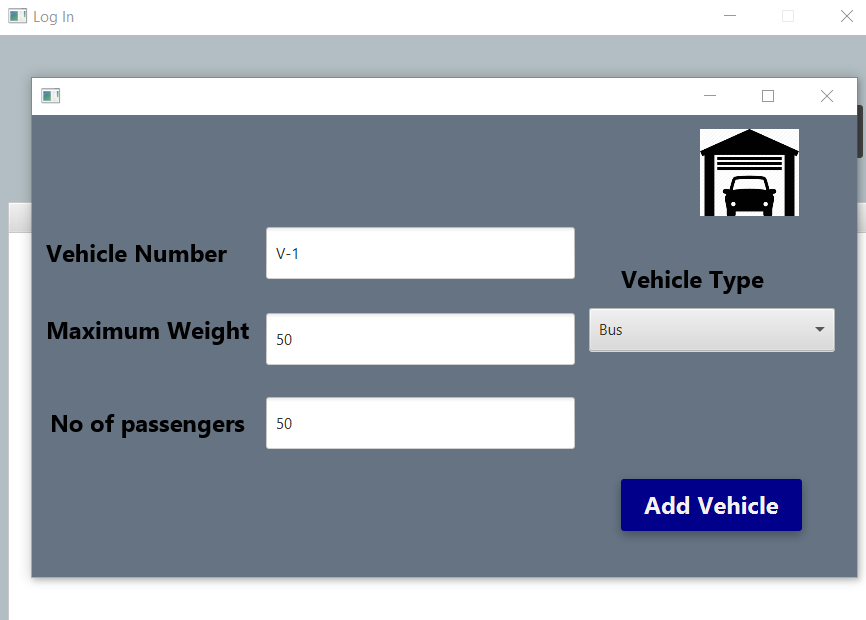 Log In
Vehicle Number
V-1
Vehicle Type
Maximum Weight
50
Bus
No of passengers
50
Add Vehicle